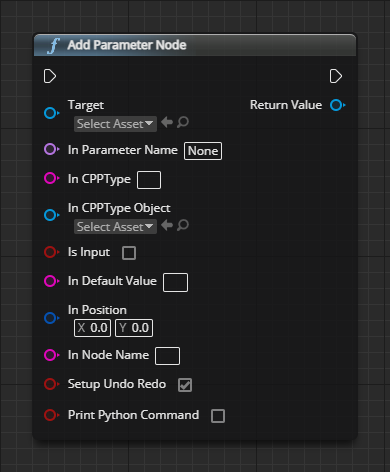 f Add Parameter Node
Target Return Value
Select Asset
In Parameter Name None
In CPPType
In CPPType Object
Select Asset
Is Input
In Default Value
In Position
X 0.0 Y 0.0
In Node Name
Setup Undo Redo
Print Python Command